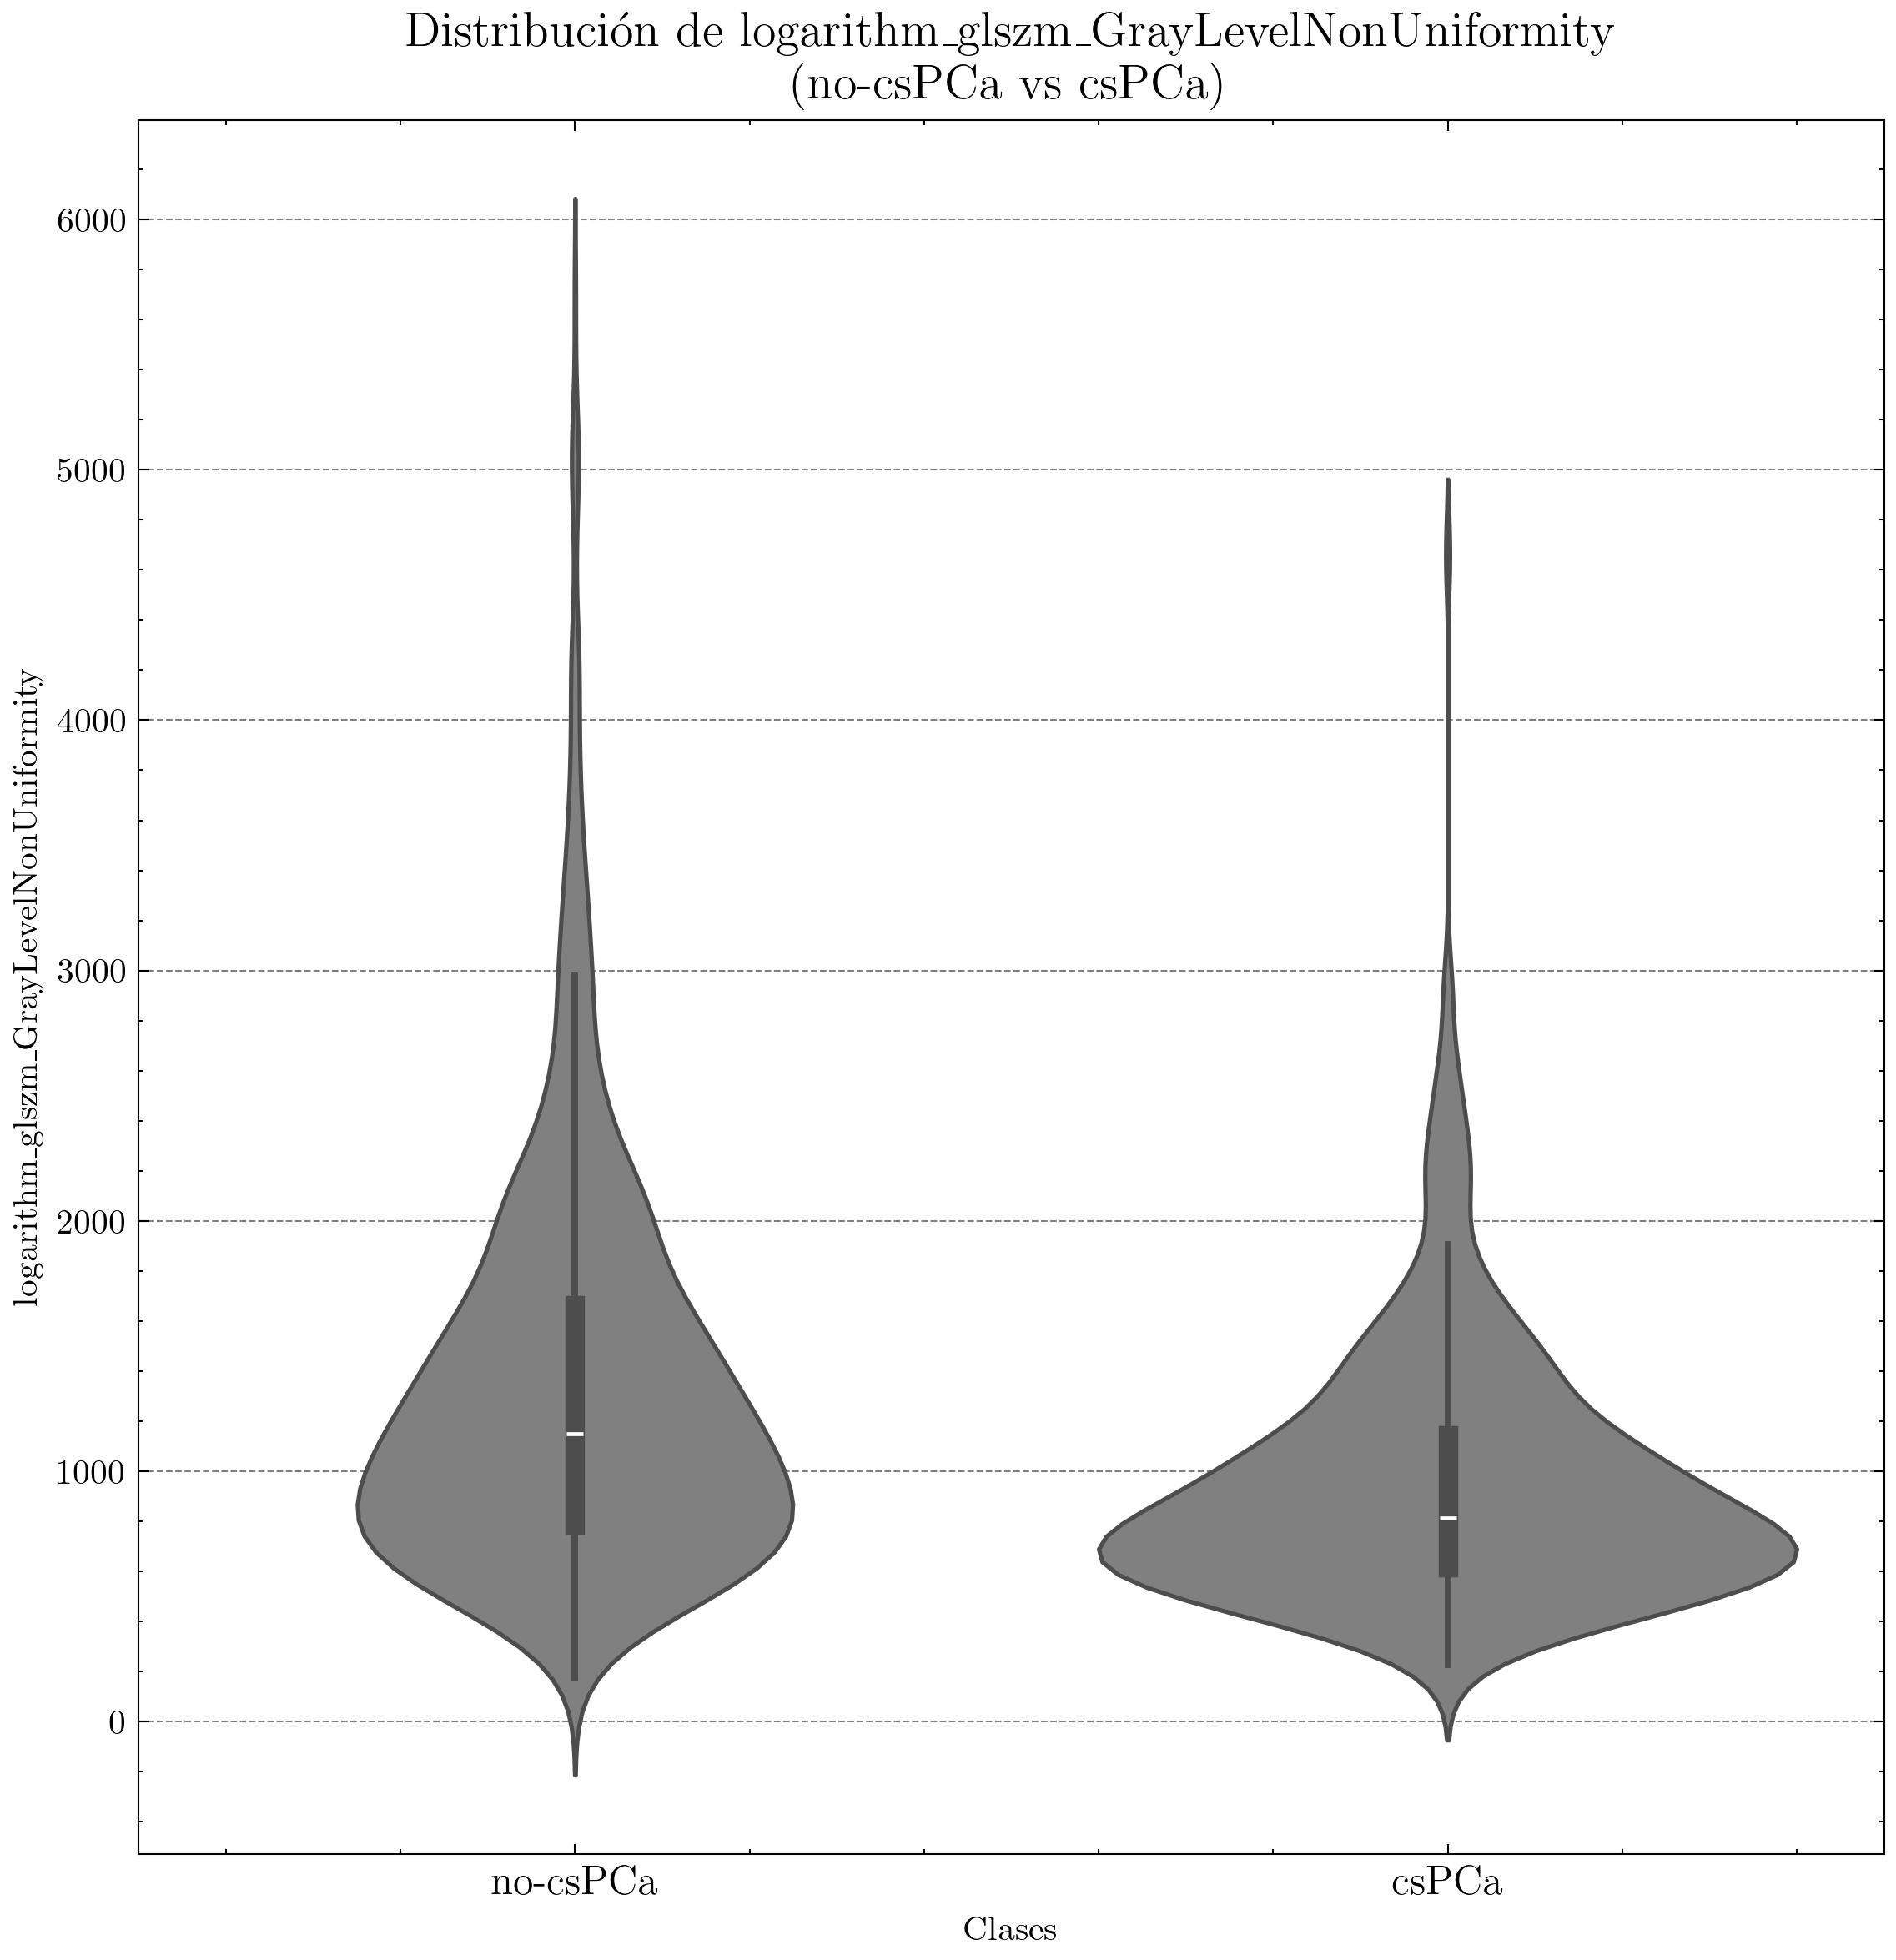 Distribución de logarithm_glszm_GrayLevelNonUniformity
(no-csPCa vs csPCa)
logarithm_glszm_GrayLevelNonUniformity
6000
5000
4000
3000
2000
1000
0
no-csPCa
csPCa
Clases